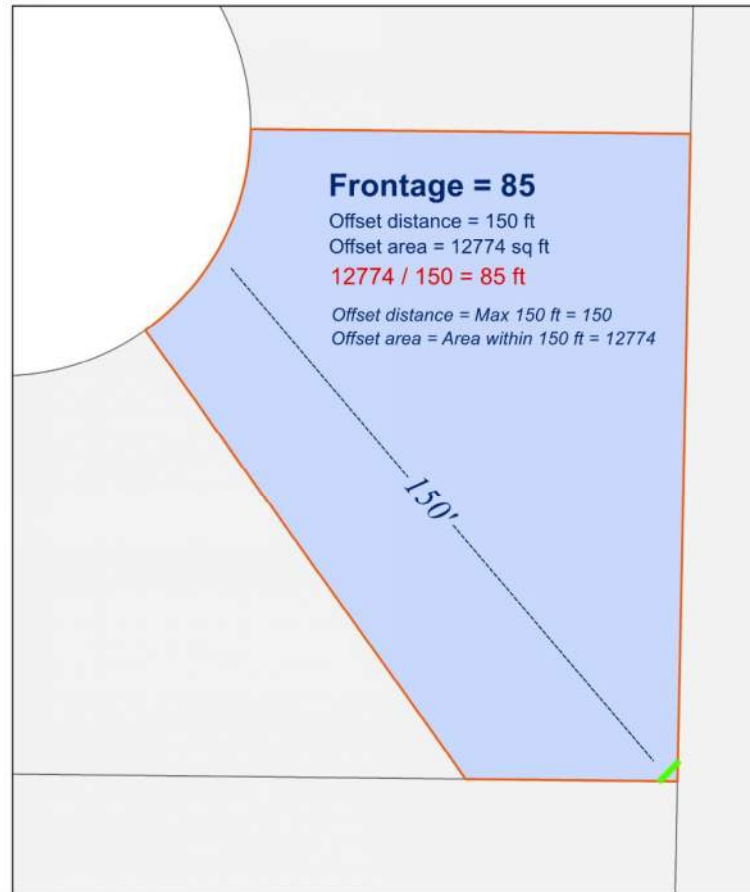 Frontage = 85
Offset distance = 150 ft
Offset area = 12774 sq ft
12774 / 150 = 85 ft
Offset distance = Max 150 ft = 150
Offset area = Area within 150 ft = 12774
150'